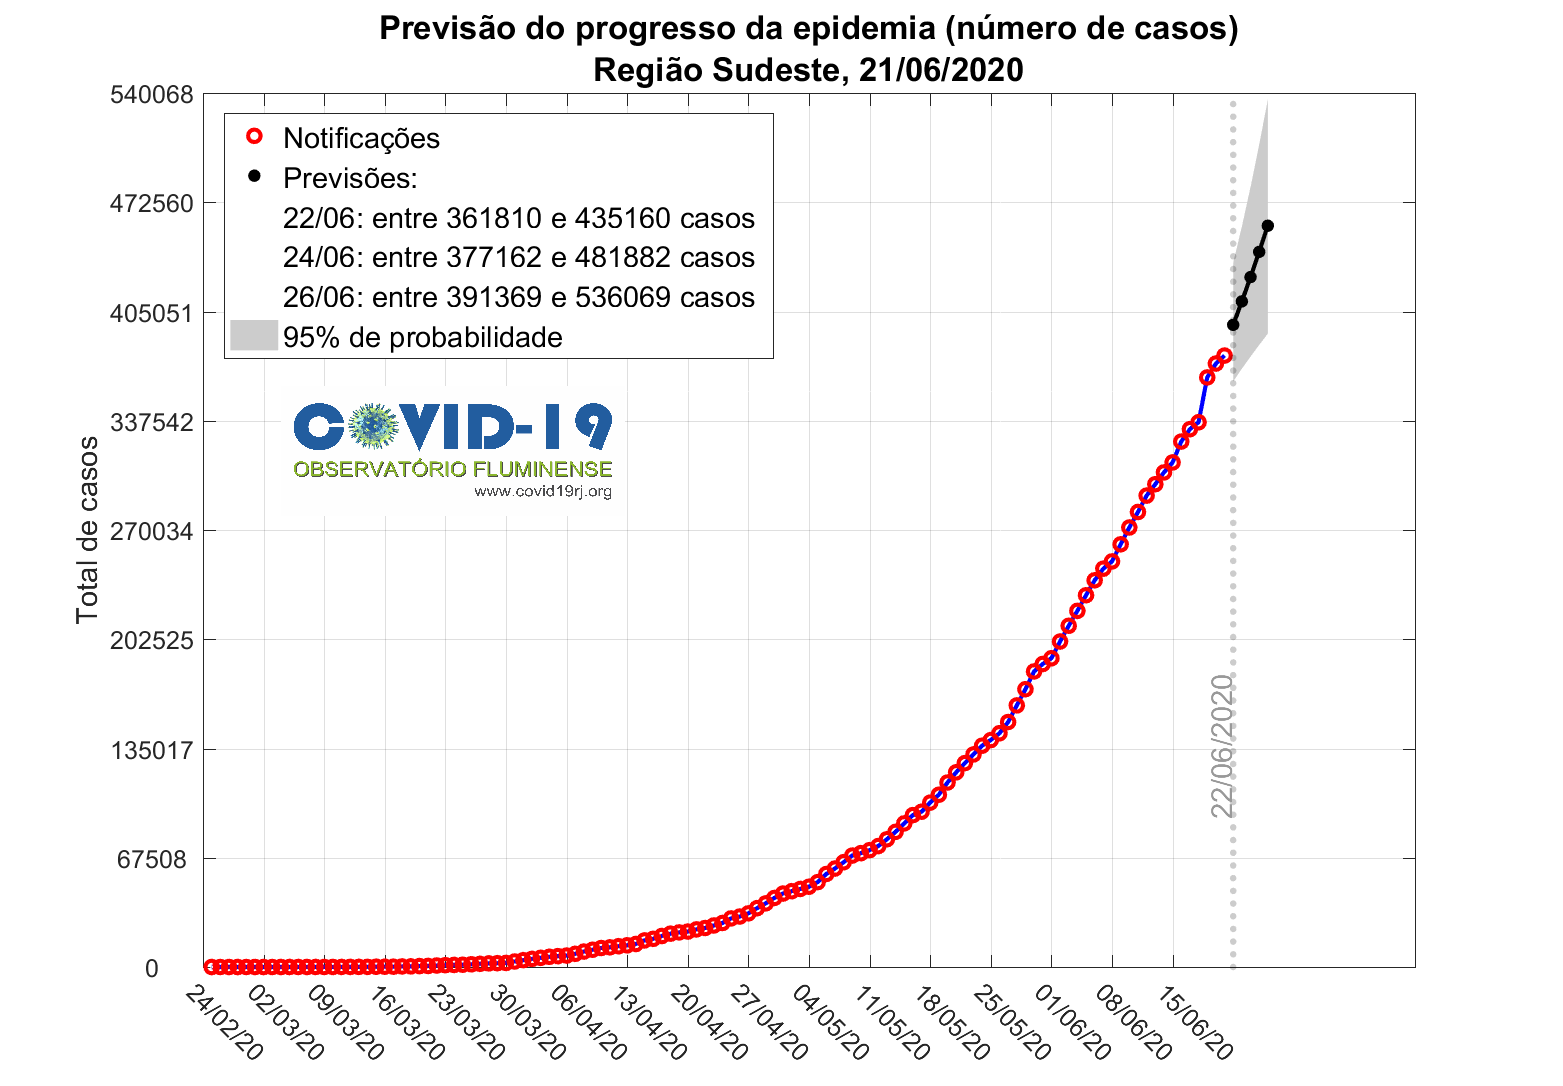 Previsão do progresso da epidemia (número de casos)
Região Sudeste, 21/06/2020
540068
472560
405051
337542
270034
202525
135017
67508
0
Total de casos
Notificações
Previsões:
22/06: entre 361810 e 435160 casos
24/06: entre 377162 e 481882 casos
26/06: entre 391369 e 536069 casos
95% de probabilidade
COVID-19
OBSERVATÓRIO FLUMINENSE
www.covid19rj.org
22/06/2020
24/02/20
02/03/20
09/03/20
16/03/20
23/03/20
30/03/20
06/04/20
13/04/20
20/04/20
27/04/20
04/05/20
11/05/20
18/05/20
25/05/20
01/06/20
08/06/20
15/06/20